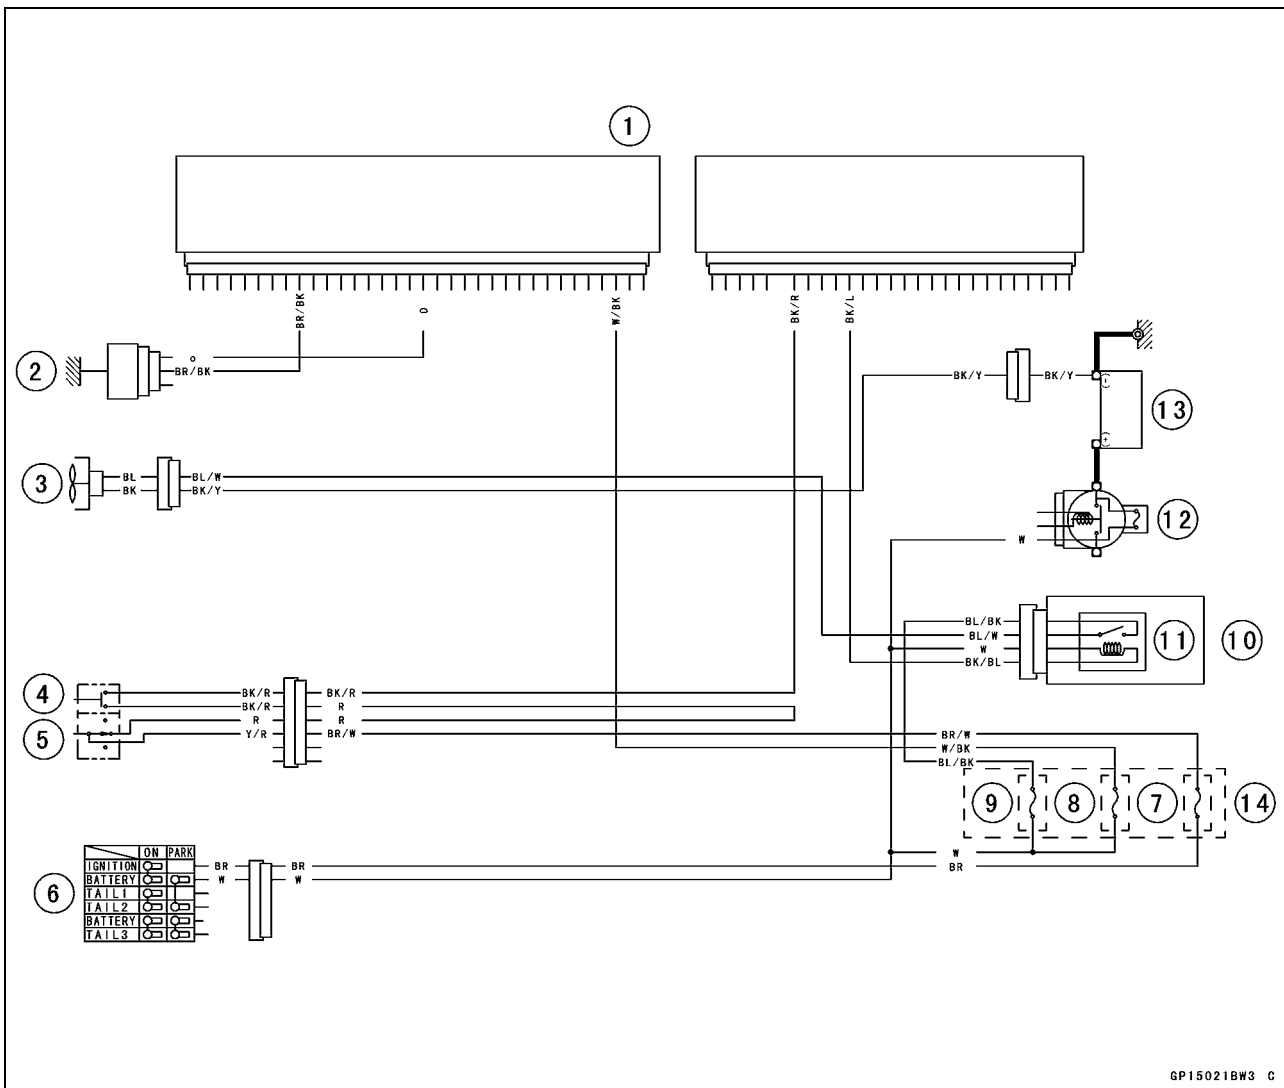 1
BR/BK
O
W/BK
BK/R
BK/L
2
O
BR/BK
BK/Y
BK/Y
(-)
13
(+)
3
BL
BL/W
BK
BK/Y
12
W
BL/BK
BL/W
W
BK/BL
11
10
4
BK/R
BK/R
BK/R
R
R
R
5
Y/R
BR/W
BR/W
W/BK
BL/BK
9
8
7
14
ON PARK
IGNITION
BR
BR
W
BR
BATTERY
W
W
6
TAIL1
TAIL2
BATTERY
TAIL3
GP15021BW3 C